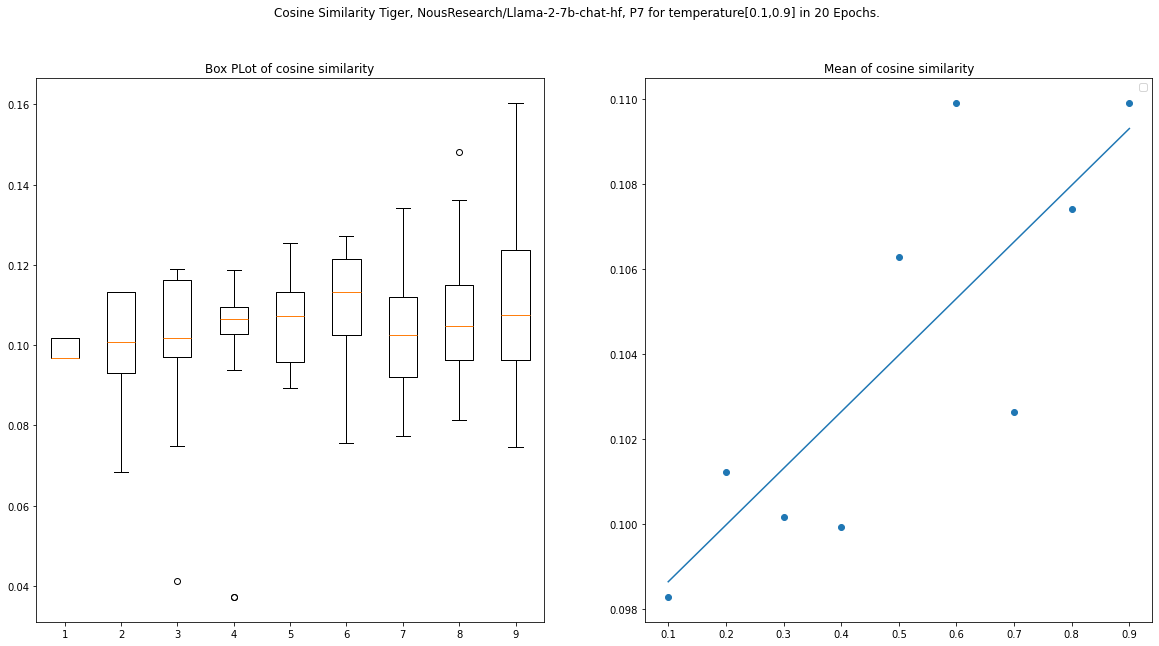 Cosine Similarity Tiger, NousResearch/Llama-2-7b-chat-hf, P7 for temperature[0.1,0.9] in 20 Epochs.
Box PLot of cosine similarity
0.16
0.14
0.12
0.10
0.08
0.06
0.04
1 2 3 4 5 6 7 8 9
Mean of cosine similarity
0.110
0.108
0.106
0.104
0.102
0.100
0.098
0.1 0.2 0.3 0.4 0.5 0.6 0.7 0.8 0.9